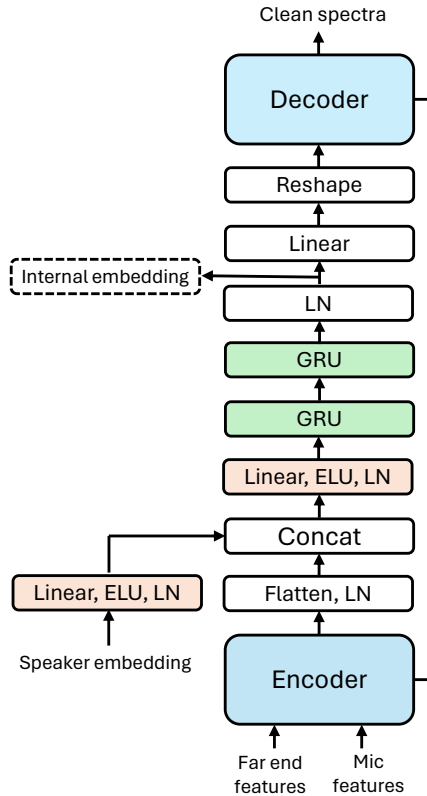 Clean spectra
Decoder
Reshape
Linear
Internal embedding
LN
GRU
GRU
Linear, ELU, LN
Concat
Linear, ELU, LN
Flatten, LN
Speaker embedding
Encoder
Far end
features
Mic
features